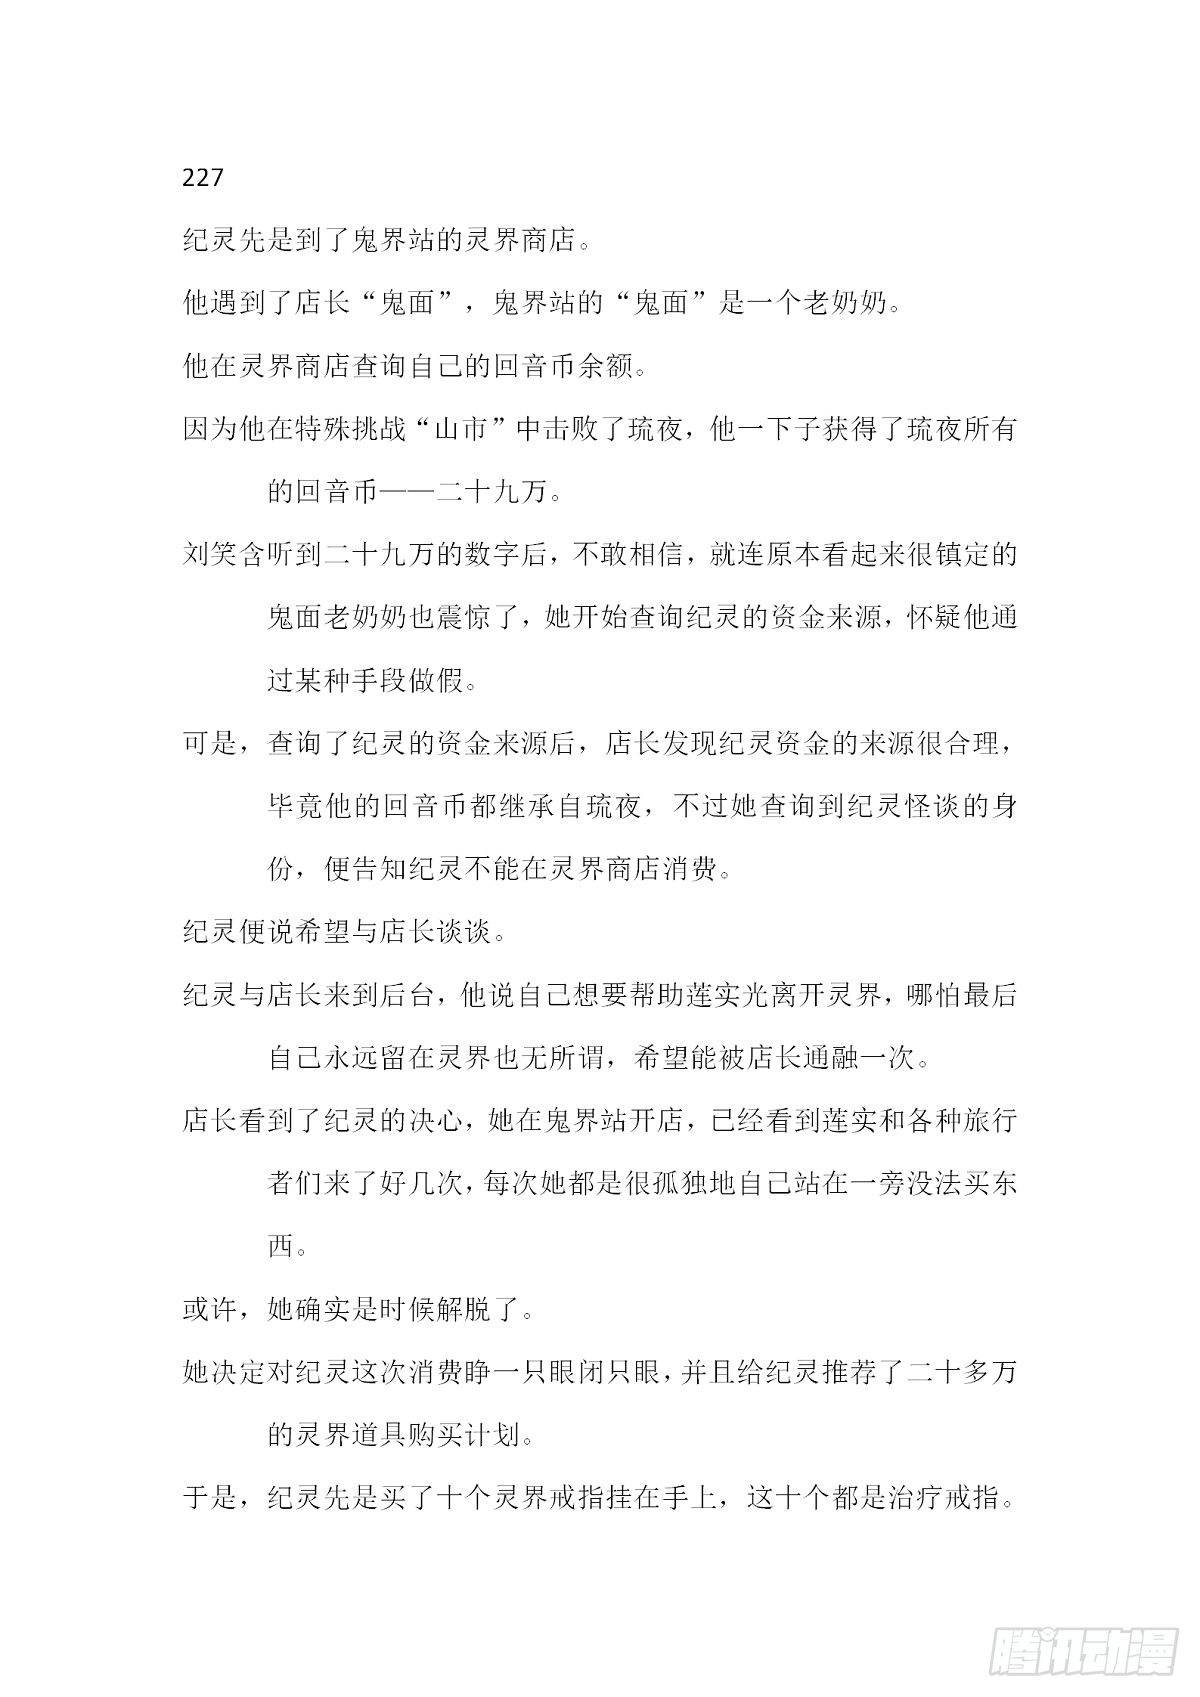 227
纪灵先是到了鬼界站的灵界商店。
他遇到了店长“鬼面”，鬼界站的“鬼面”是一个老奶奶。
他在灵界商店查询自己的回音币余额。
因为他在特殊挑战“山市”中击败了琉夜，他一下子获得了琉夜所有
的回音币——二十九万。
刘笑含听到二十九万的数字后，不敢相信，就连原本看起来很镇定的
鬼面老奶奶也震惊了，她开始查询纪灵的资金来源，怀疑他通
过某种手段做假。
可是，查询了纪灵的资金来源后，店长发现纪灵资金的来源很合理，
毕竟他的回音币都继承自琉夜，不过她查询到纪灵怪谈的身
份，便告知纪灵不能在灵界商店消费。
纪灵便说希望与店长谈谈。
纪灵与店长来到后台，他说自己想要帮助莲实光离开灵界，哪怕最后
自己永远留在灵界也无所谓，希望能被店长通融一次。
店长看到了纪灵的决心，她在鬼界站开店，已经看到莲实和各种旅行
者们来了好几次，每次她都是很孤独地自己站在一旁没法买东
西。
或许，她确实是时候解脱了。
她决定对纪灵这次消费睁一只眼闭只眼，并且给纪灵推荐了二十多万
的灵界道具购买计划。
于是，纪灵先是买了十个灵界戒指挂在手上，这十个都是治疗戒指。
腾讯动漫